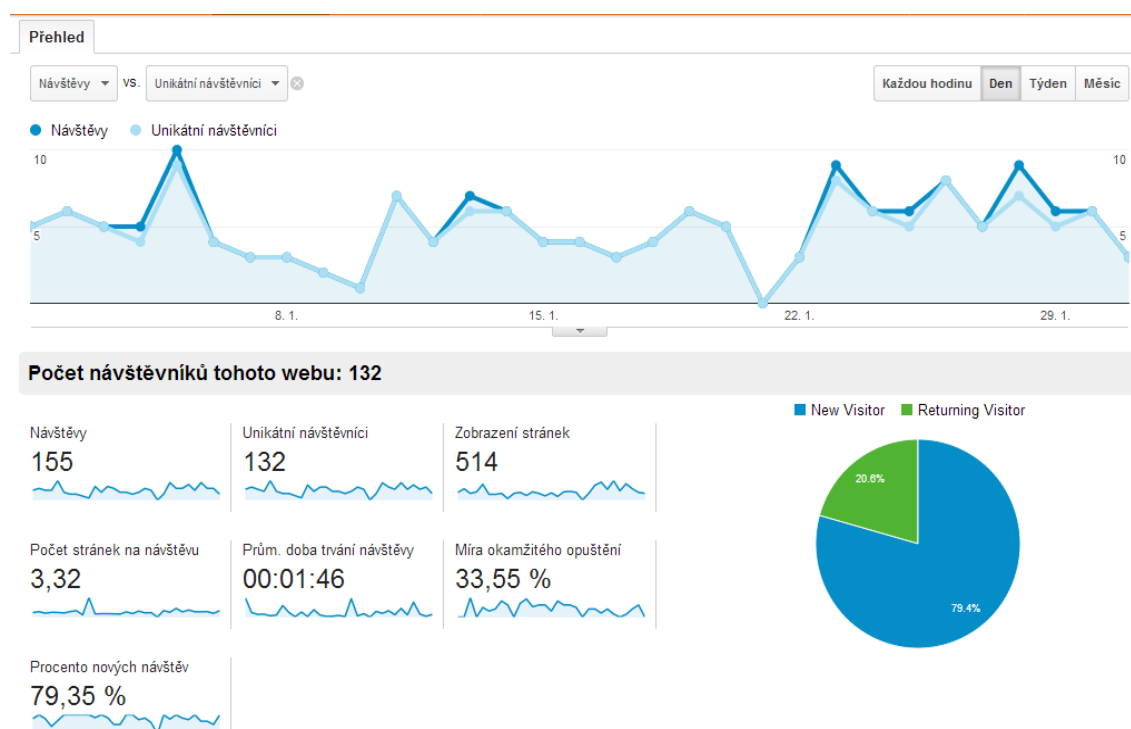 Přehled
Návštěvy vs. Unikátní návštěvníci
Každou hodinu Den Týden Měsíc
Návštěvy Unikátní návštěvníci
10 10
5 5
8. 1. 15. 1. 22. 1. 29. 1.
Počet návštěvníků tohoto webu: 132
New Visitor Returning Visitor
Návštěvy Unikátní návštěvníci Zobrazení stránek
155 132 514
20.6%
Počet stránek na návštěvu Prům. doba trvání návštěvy Míra okamžitého opuštění
3,32 00:01:46 33,55 %
79.4%
Procento nových návštěv
79,35 %